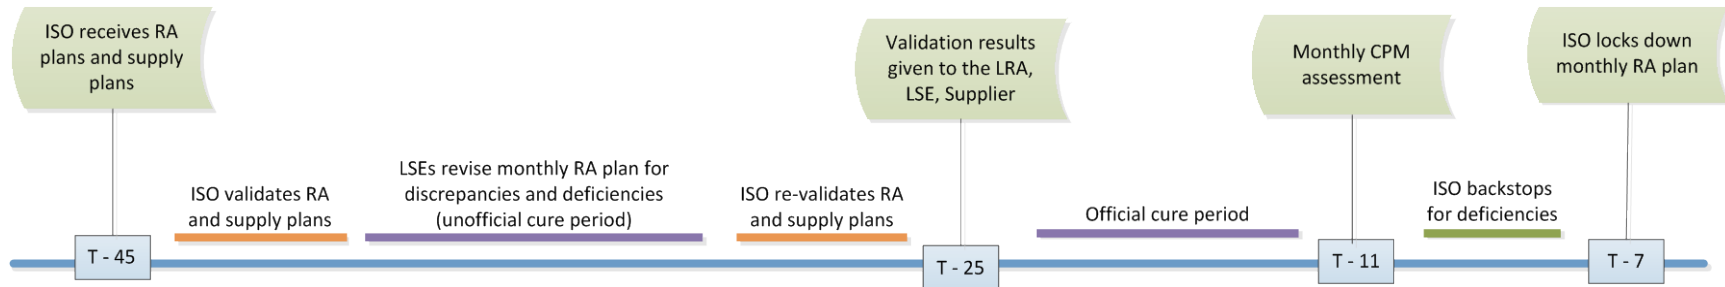 ISO receives RA
plans and supply
plans
Validation results
given to the LRA,
LSE, Supplier
Monthly CPM
assessment
ISO locks down
monthly RA plan
ISO validates RA
and supply plans
LSEs revise monthly RA plan for
discrepancies and deficiencies
(unofficial cure period)
ISO re-validates RA
and supply plans
Official cure period
ISO backstops
for deficiencies
T - 45
T - 25
T - 11
T - 7